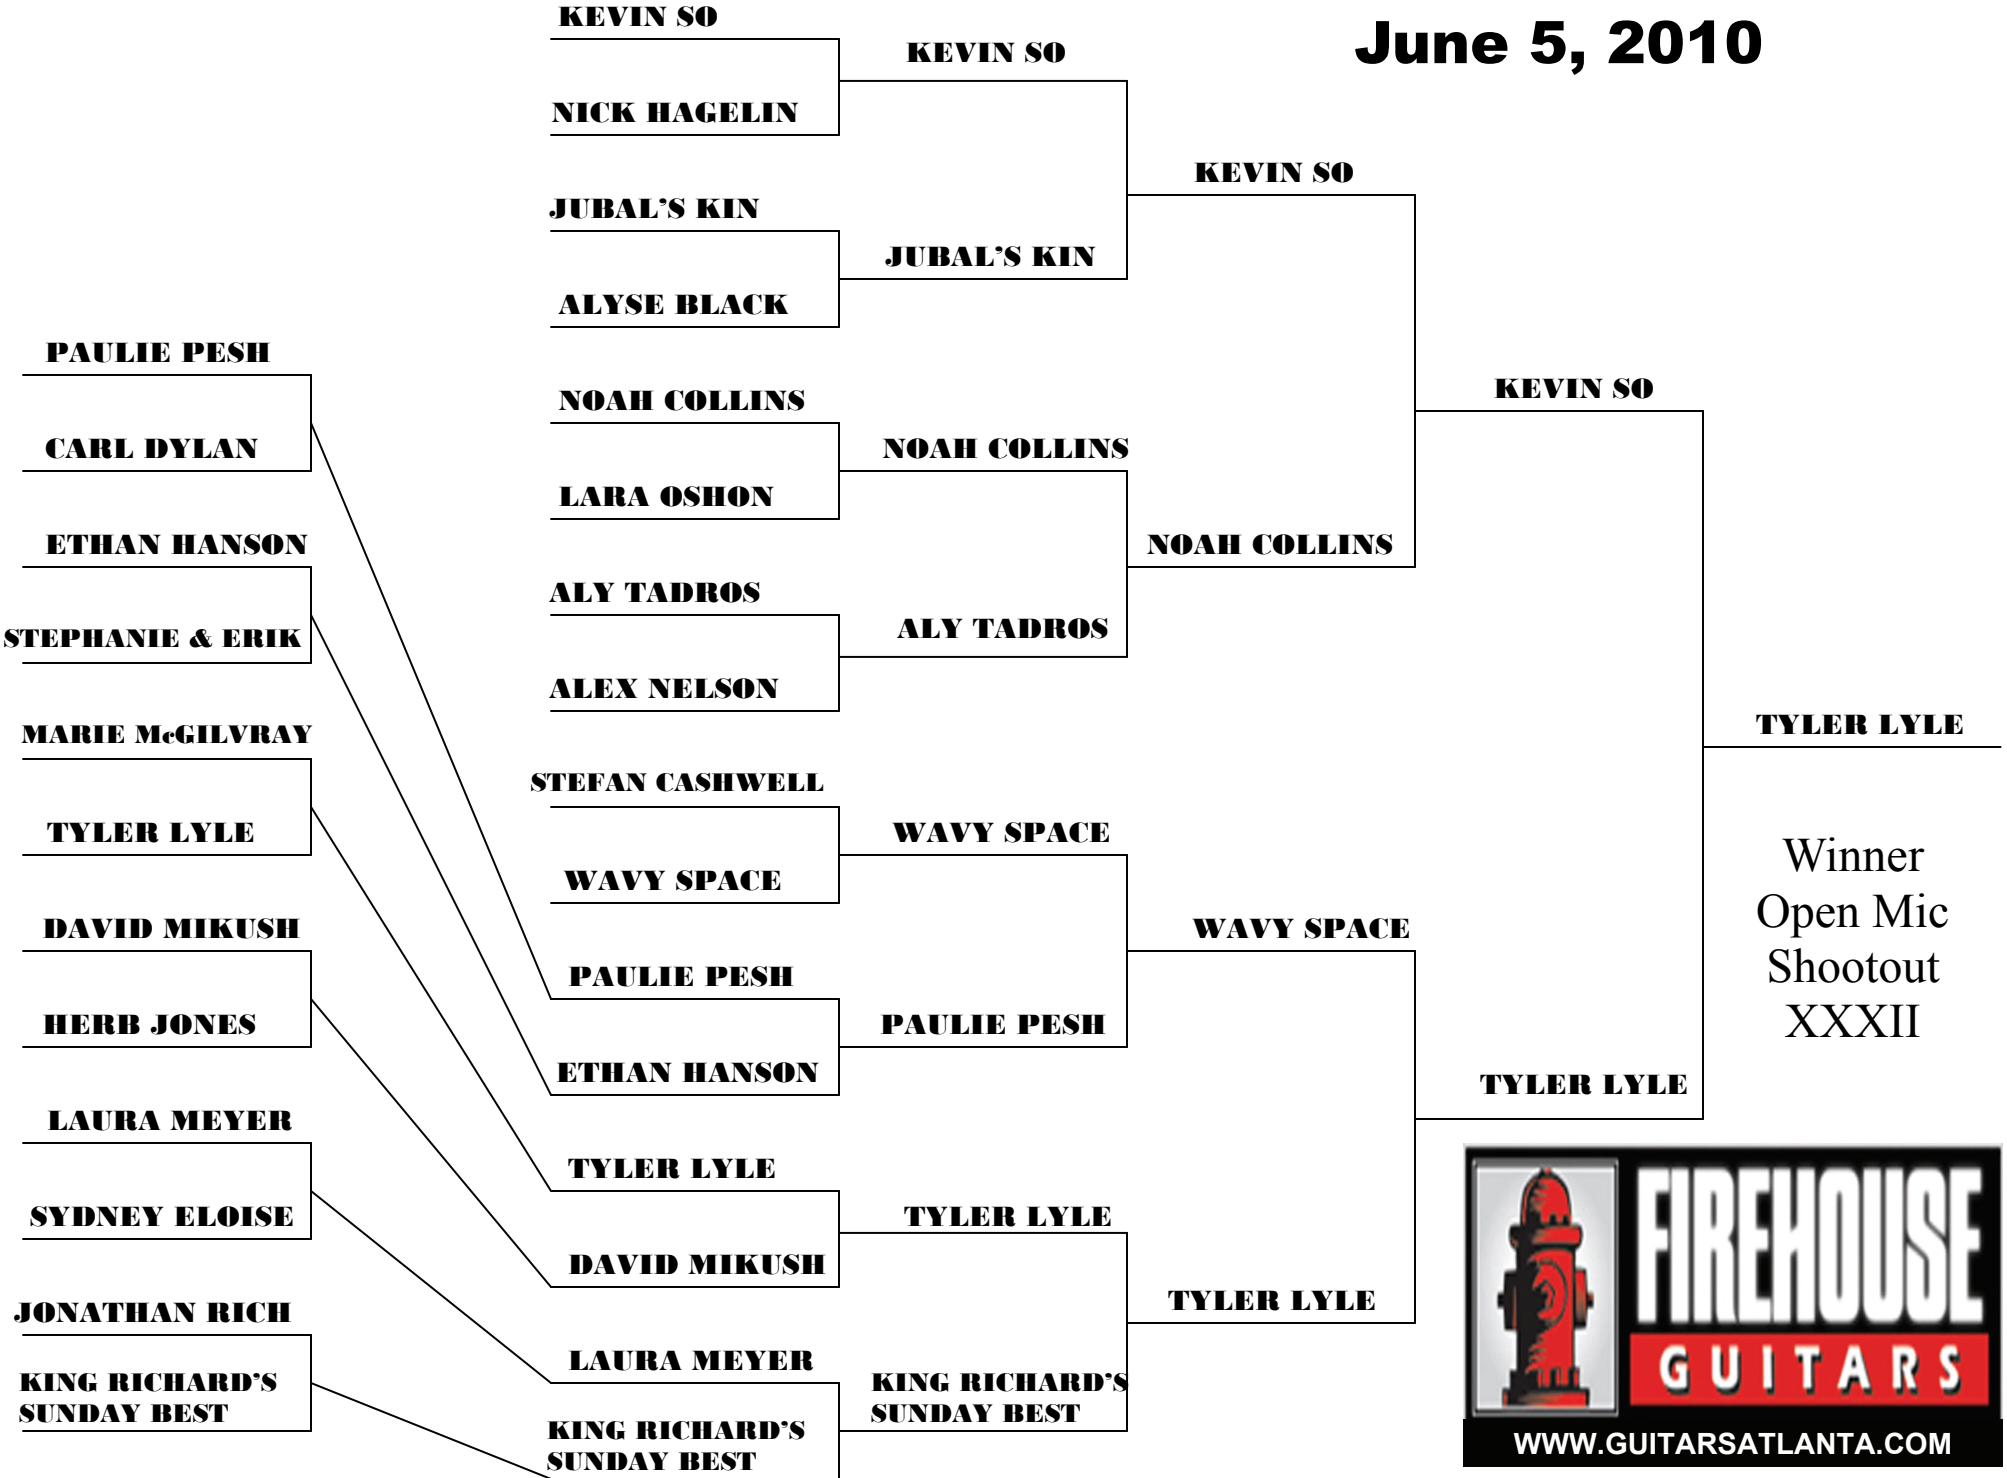 June 5, 2010
PAULIE PESH
CARL DYLAN
ETHAN HANSON
STEPHANIE & ERIK
MARIE McGILVRAY
TYLER LYLE
DAVID MIKUSH
HERB JONES
LAURA MEYER
SYDNEY ELOISE
JONATHAN RICH
KING RICHARD’S
SUNDAY BEST
KEVIN SO
NICK HAGELIN
JUBAL’S KIN
ALYSE BLACK
NOAH COLLINS
LARA OSHON
ALY TADROS
ALEX NELSON
STEFAN CASHWELL
WAVY SPACE
PAULIE PESH
ETHAN HANSON
TYLER LYLE
DAVID MIKUSH
LAURA MEYER
KING RICHARD’S
SUNDAY BEST
KEVIN SO
JUBAL’S KIN
NOAH COLLINS
ALY TADROS
WAVY SPACE
PAULIE PESH
TYLER LYLE
KING RICHARD’S
SUNDAY BEST
KEVIN SO
NOAH COLLINS
WAVY SPACE
TYLER LYLE
KEVIN SO
TYLER LYLE
TYLER LYLE
Winner
Open Mic
Shootout
XXXII
FIREHOUSE
GUITARS
WWW.GUITARSATLANTA.COM